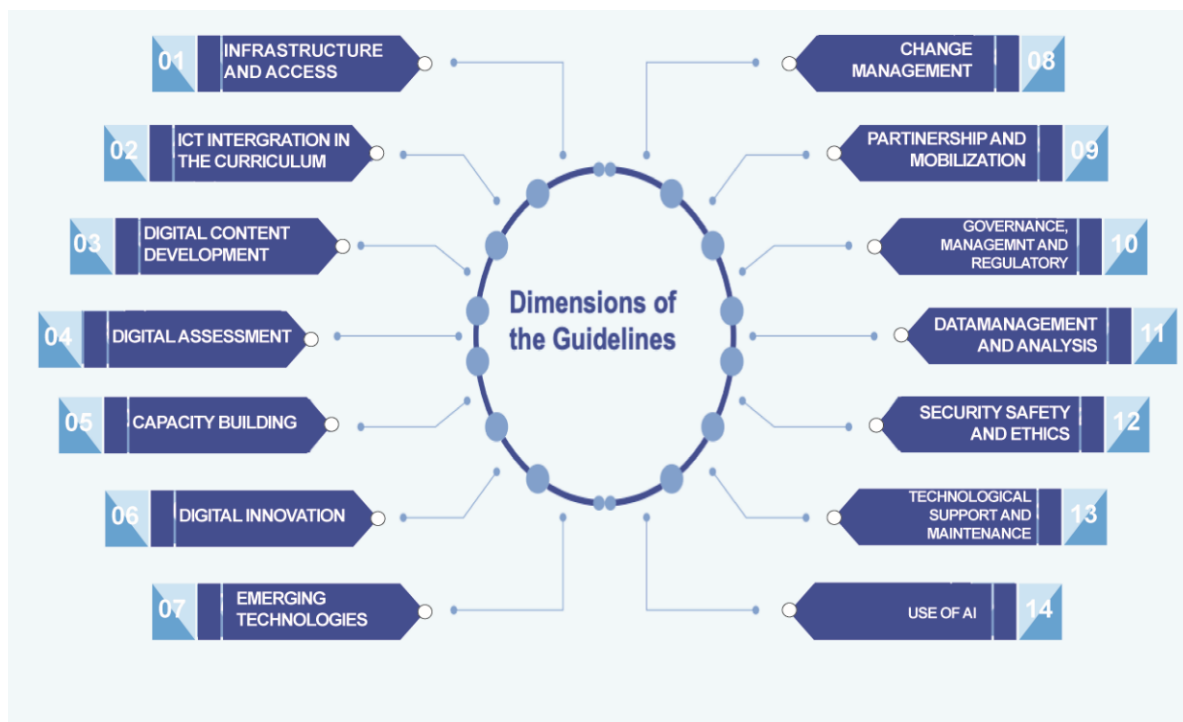 01
INFRASTRUCTURE
AND ACCESS
02
ICT INTERGRATION IN
THE CURRICULUM
03
DIGITAL CONTENT
DEVELOPMENT
04
DIGITAL ASSESSMENT
05
CAPACITY BUILDING
06
DIGITAL INNOVATION
07
EMERGING
TECHNOLOGIES
Dimensions of
the Guidelines
CHANGE
MANAGEMENT
08
PARTINERSHIP AND
MOBILIZATION
09
GOVERNANCE,
MANAGEMNT AND
REGULATORY
10
DATAMANAGEMENT
AND ANALYSIS
11
SECURITY SAFETY
AND ETHICS
12
TECHNOLOGICAL
SUPPORT AND
MAINTENANCE
13
USE OF AI
14